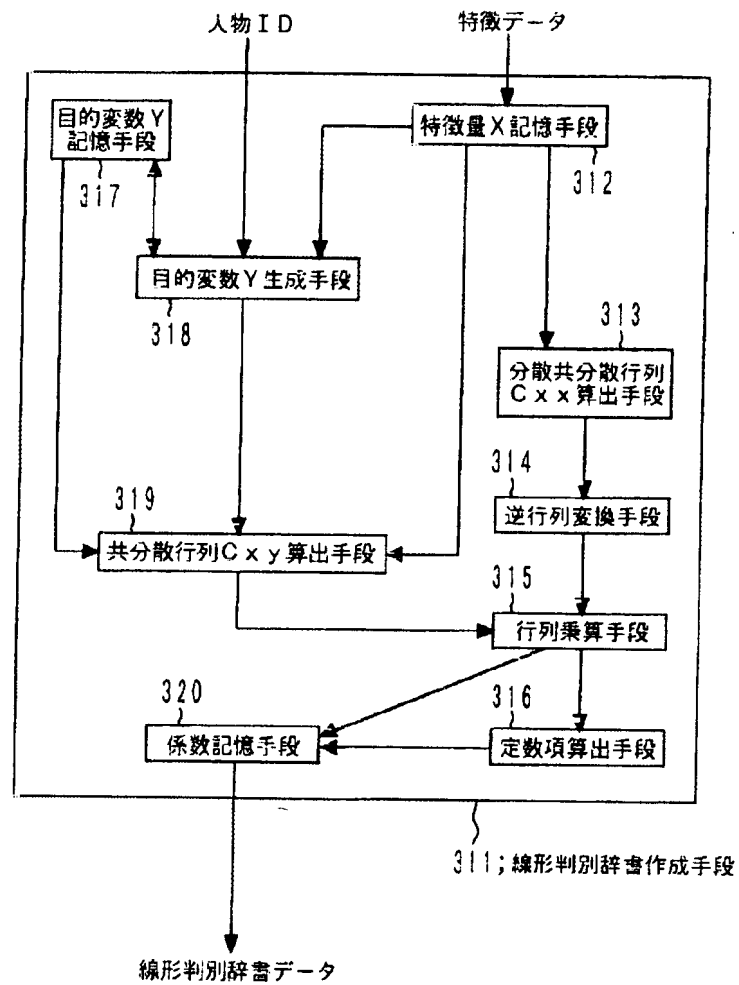 人物ID
特徴データ
目的変数Y
記憶手段
317
特徴量X記憶手段
312
目的変数Y生成手段
318
313
分散共分散行列
Cxx算出手段
314
逆行列変換手段
319
共分散行列Cxy算出手段
315
行列乗算手段
320
係数記憶手段
316
定数項算出手段
311;線形判別辞書作成手段
線形判別辞書データ